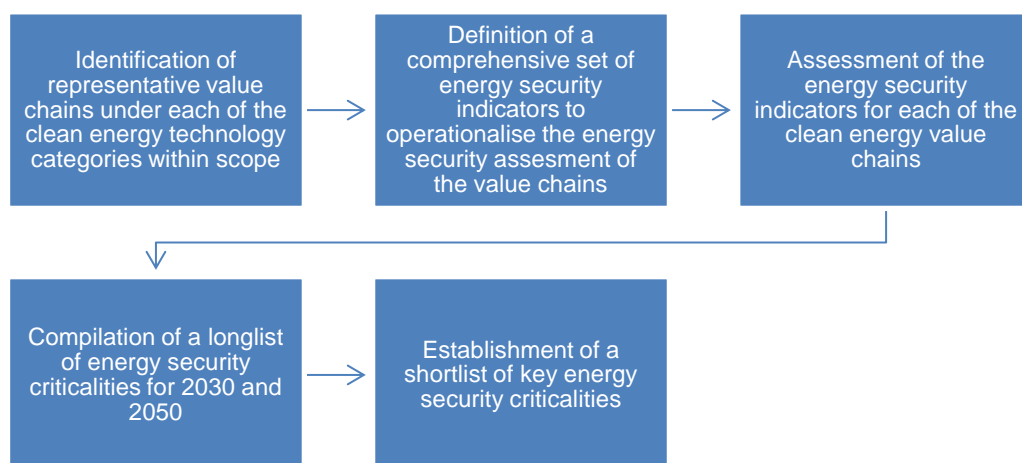 Identification of
representative value
chains under each of the
clean energy technology
categories within scope
Definition of a
comprehensive set of
energy security
indicators to
operationalise the energy
security assesment of
the value chains
Assessment of the
energy security
indicators for each of the
clean energy value
chains
Compilation of a longlist
of energy security
criticalities for 2030 and
2050
Establishment of a
shortlist of key energy
security criticalities